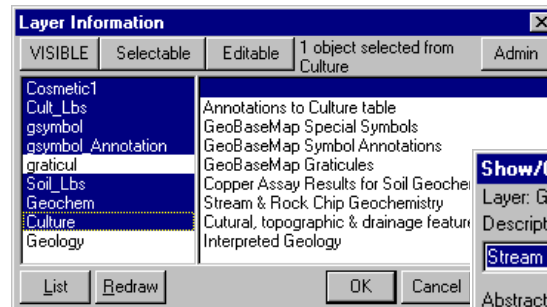 Layer Information
VISIBLE Selectable Editable 1 object selected from Culture Admin
Cosmetic1
Cult_Lbs Annotations to Culture table
gsymbol GeoBaseMap Special Symbols
gsymbol_Annotation GeoBaseMap Symbol Annotations
graticul GeoBaseMap Graticules
Soil_Lbs Copper Assay Results for Soil Geoche
Geochem Stream & Rock Chip Geochemistry
Culture Cutural, topographic & drainage feature
Geology Interpreted Geology
List Redraw OK Cancel
Show/
Layer: G
Descript
Stream
Abstract